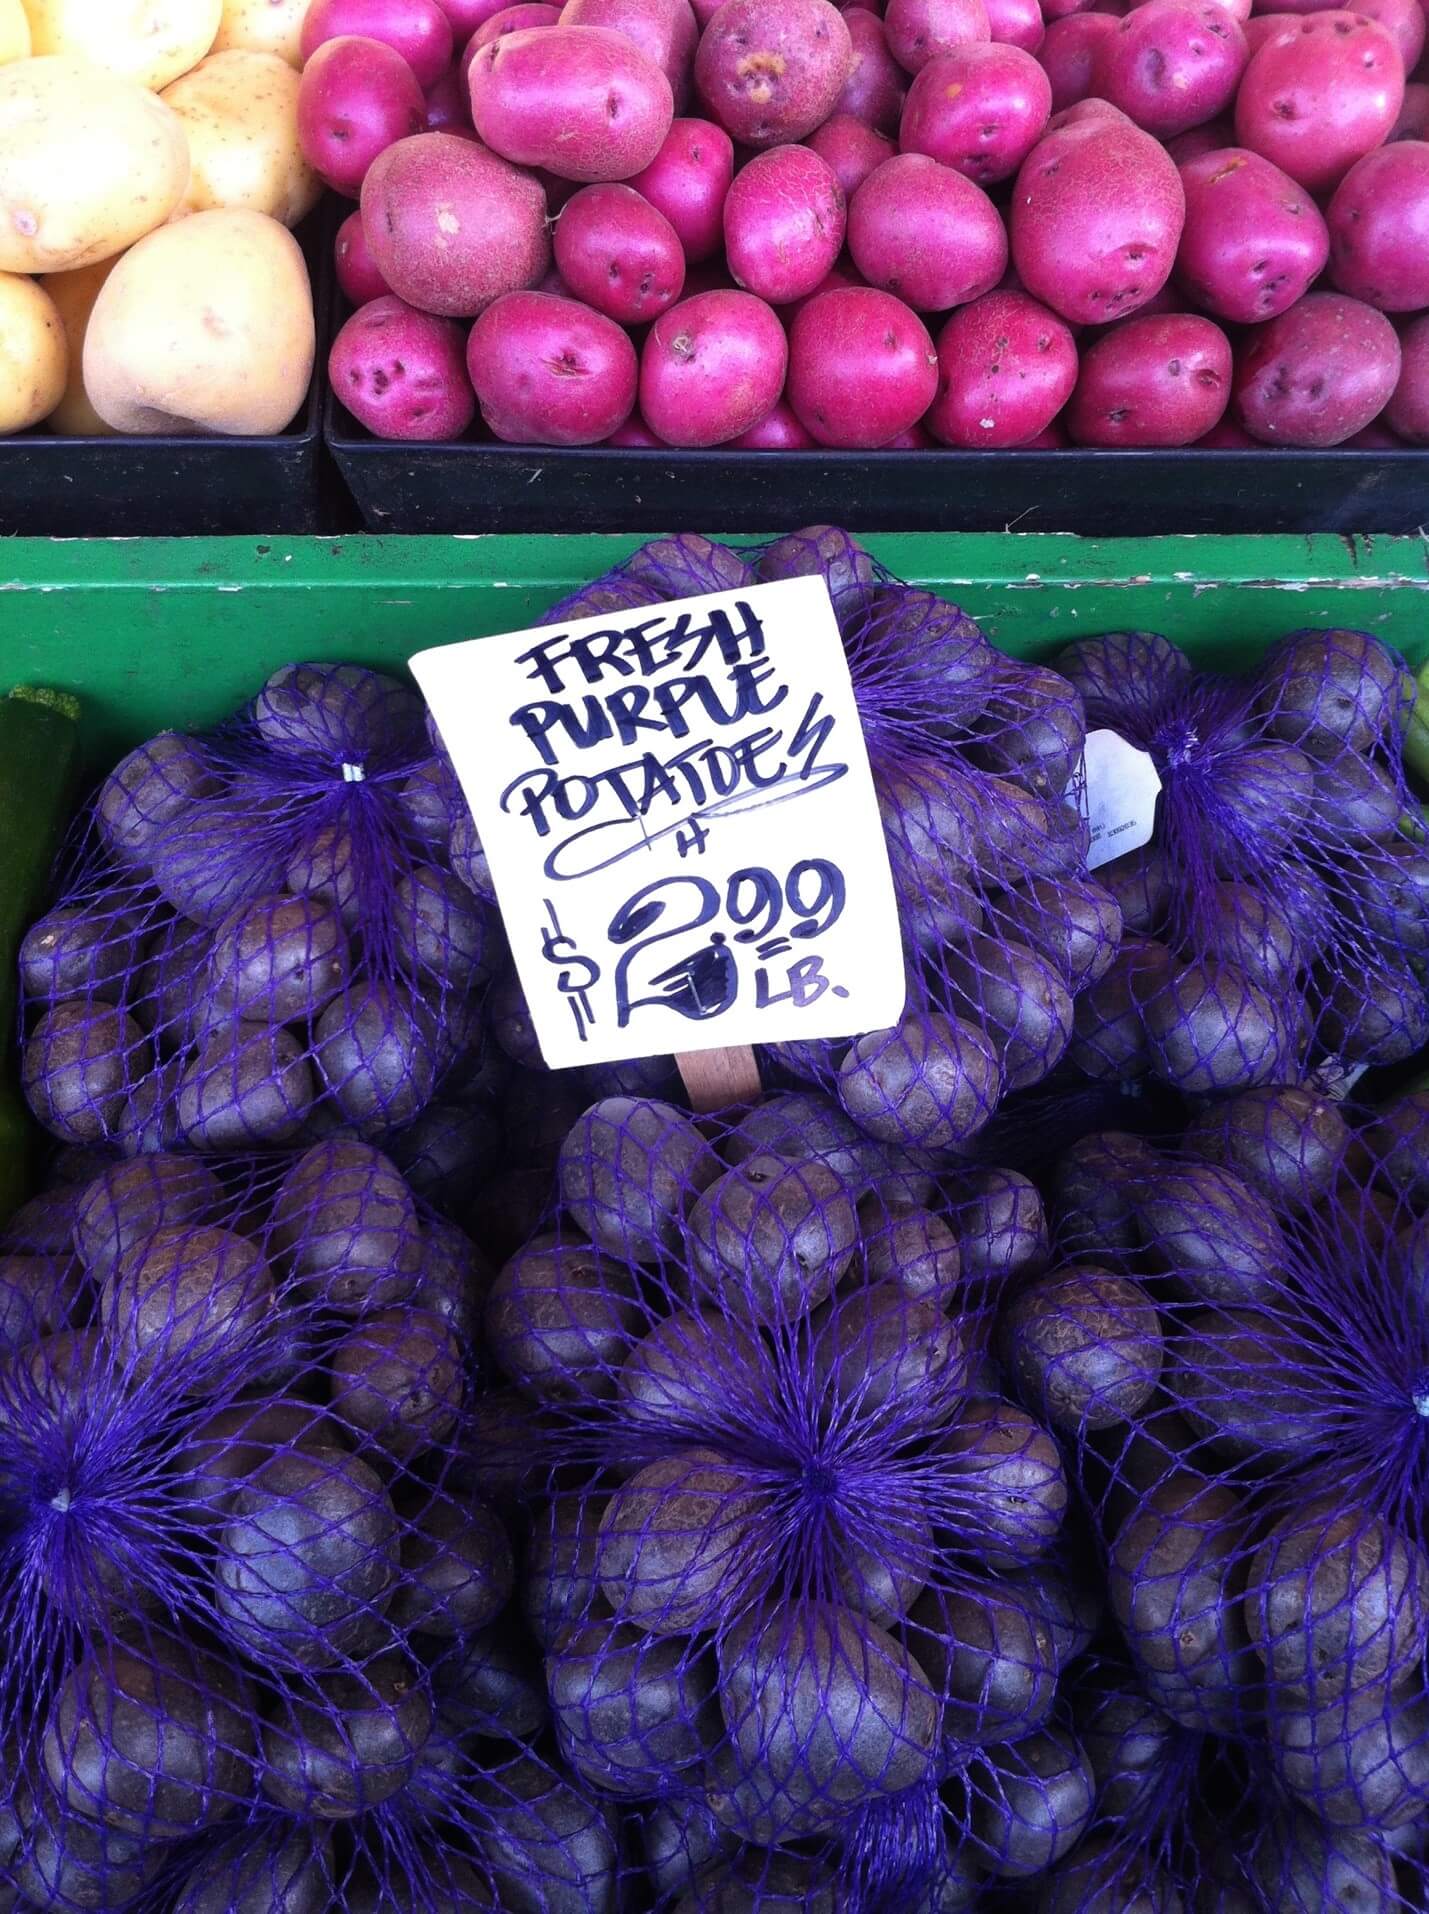 FRESH
PURPLE
POTATOES
$2.99
LB.